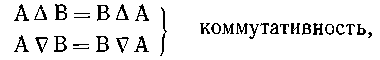 A Δ B = B Δ A
A ∇ B = B ∇ A } коммутативность,